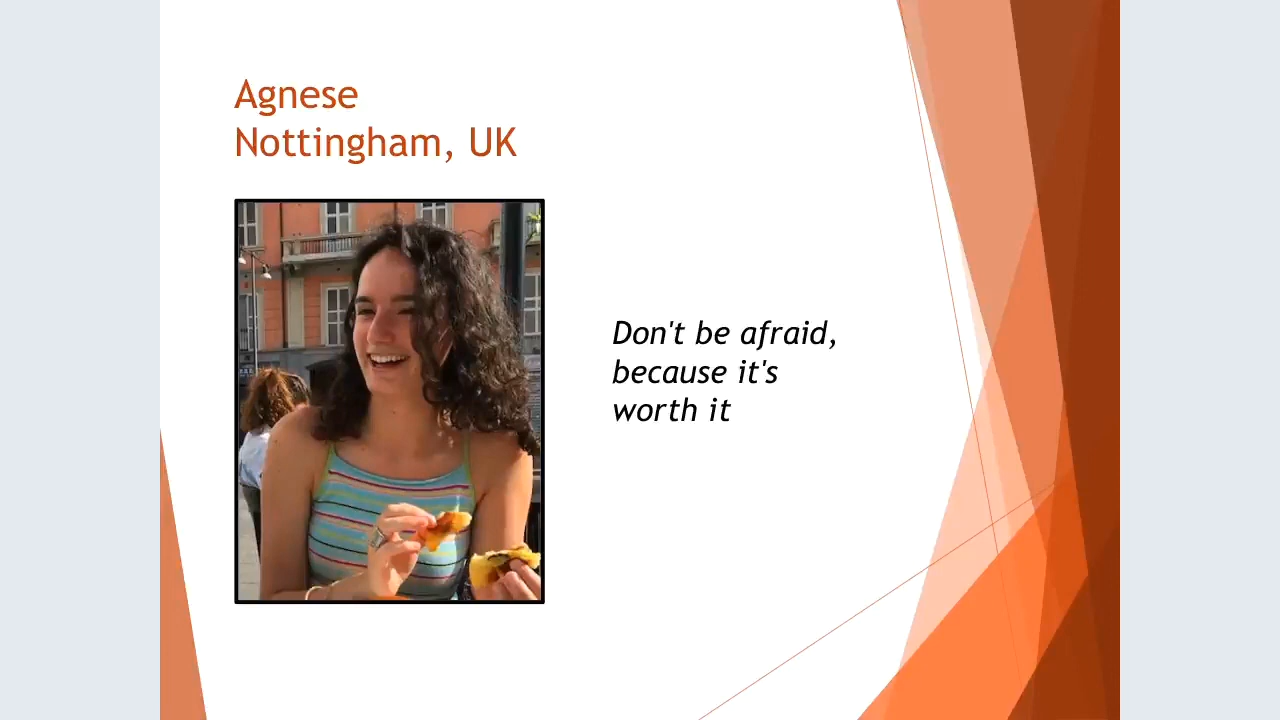 Agnese
Nottingham, UK
Don't be afraid,
because it's
worth it